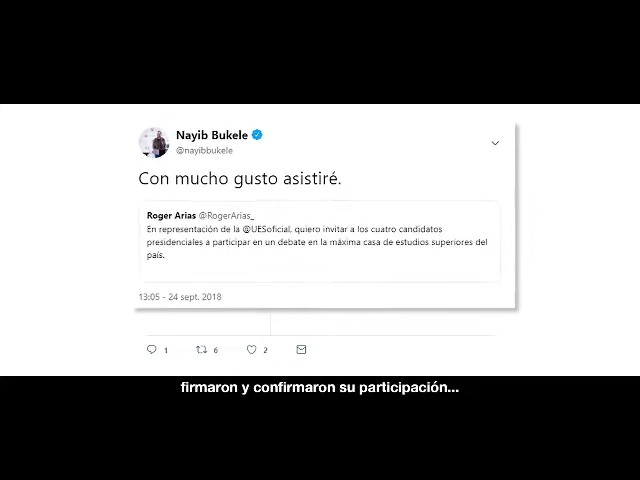 Nayib Bukele
@nayibbukele
Con mucho gusto asistiré.
Roger Arias @RogerArias_
En representación de la @UESoficial, quiero invitar a los cuatro candidatos
presidenciales a participar en un debate en la máxima casa de estudios superiores del
país.
13:05 - 24 sept. 2018
1 6 2
firmaron y confirmaron su participación...